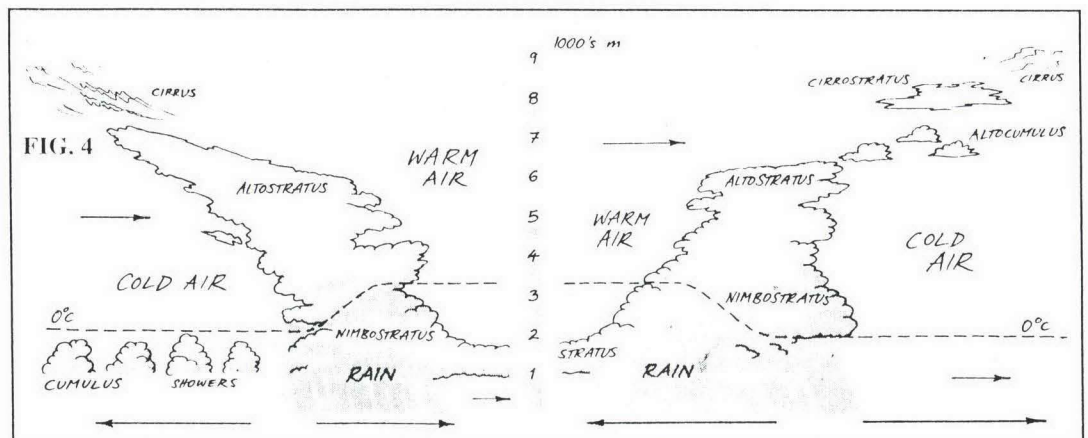 1000's m
9
8
7
6
5
4
3
2
1
CIRRUS
FIG. 4
WARM
AIR
ALTOSTRATUS
COLD AIR
0°C
NIMBOSTRATUS
CUMULUS
SHOWERS
RAIN
CIRROSTRATUS
CIRRUS
ALTOCUMULUS
ALTOSTRATUS
WARM
AIR
COLD
AIR
NIMBOSTRATUS
0°C
STRATUS
RAIN